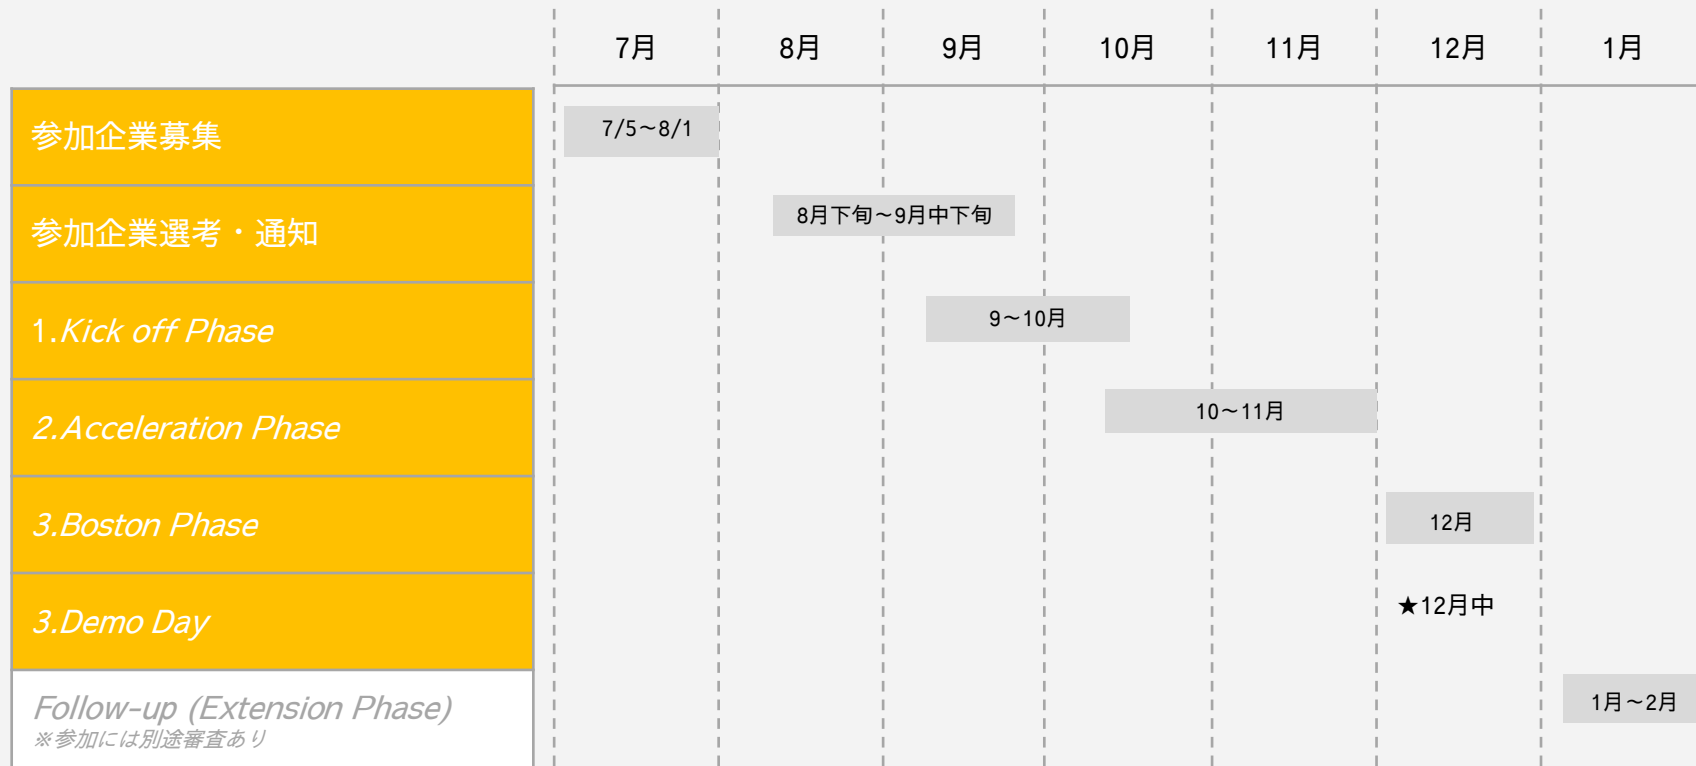 7月 8月 9月 10月 11月 12月 1月
参加企業募集 7/5~8/1
参加企業選考・通知 8月下旬~9月中下旬
1.Kick off Phase 9~10月
2.Acceleration Phase 10~11月
3.Boston Phase 12月
3.Demo Day ★12月中
Follow-up (Extension Phase) 1月~2月
※参加には別途審査あり